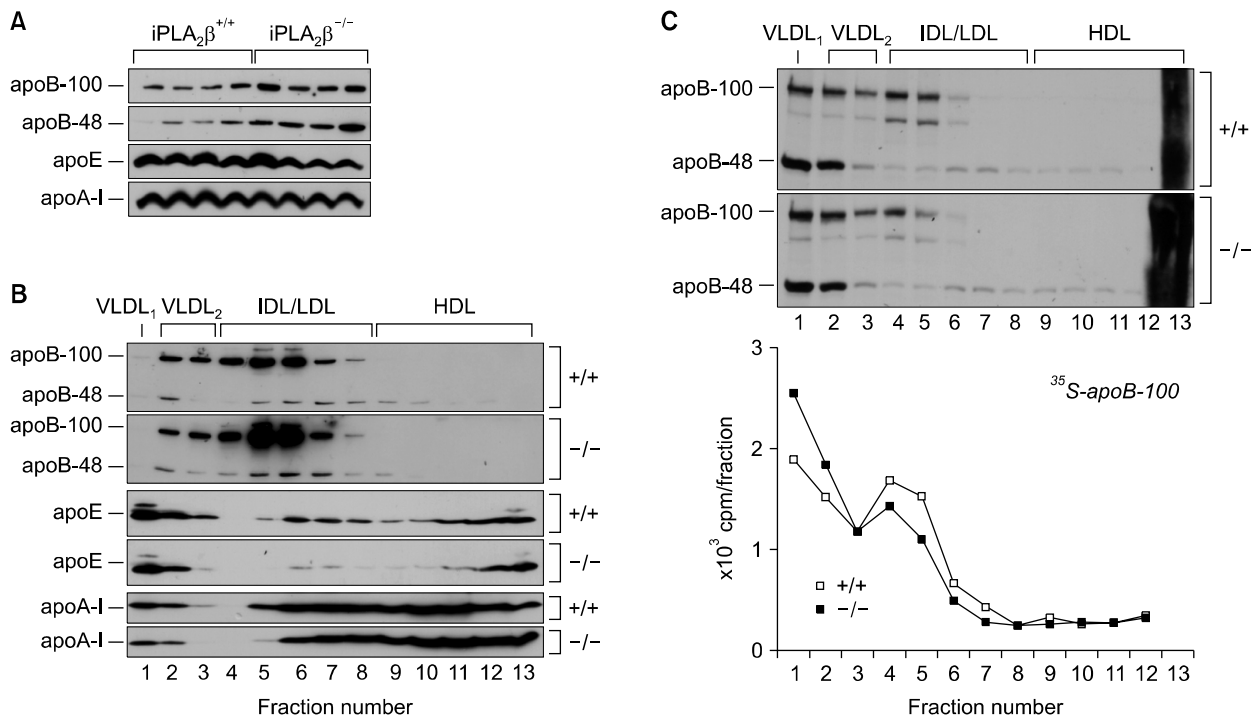 A
iPLA₂β⁺/⁺ iPLA₂β⁻/⁻
apoB-100
apoB-48
apoE
apoA-I
B
VLDL₁ VLDL₂ IDL/LDL HDL
apoB-100
apoB-48
+/+
apoB-100
apoB-48
−/−
apoE
+/+
apoE
−/−
apoA-I
+/+
apoA-I
−/−
1 2 3 4 5 6 7 8 9 10 11 12 13
Fraction number
C
VLDL₁ VLDL₂ IDL/LDL HDL
apoB-100
apoB-48
+/+
apoB-100
apoB-48
−/−
1 2 3 4 5 6 7 8 9 10 11 12 13
³⁵S-apoB-100
x10³ cpm/fraction
3
2
1
0
+/+
−/−
1 2 3 4 5 6 7 8 9 10 11 12 13
Fraction number